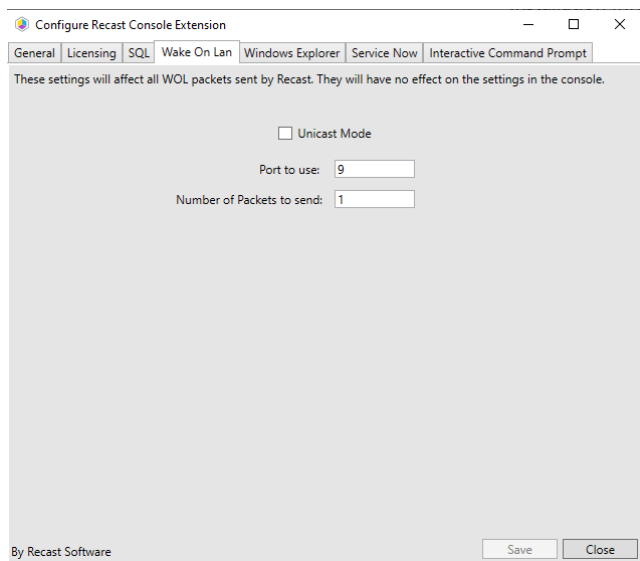 Configure Recast Console Extension
General Licensing SQL Wake On Lan Windows Explorer Service Now Interactive Command Prompt
These settings will affect all WOL packets sent by Recast. They will have no effect on the settings in the console.
Unicast Mode
Port to use: 9
Number of Packets to send: 1
By Recast Software Save Close